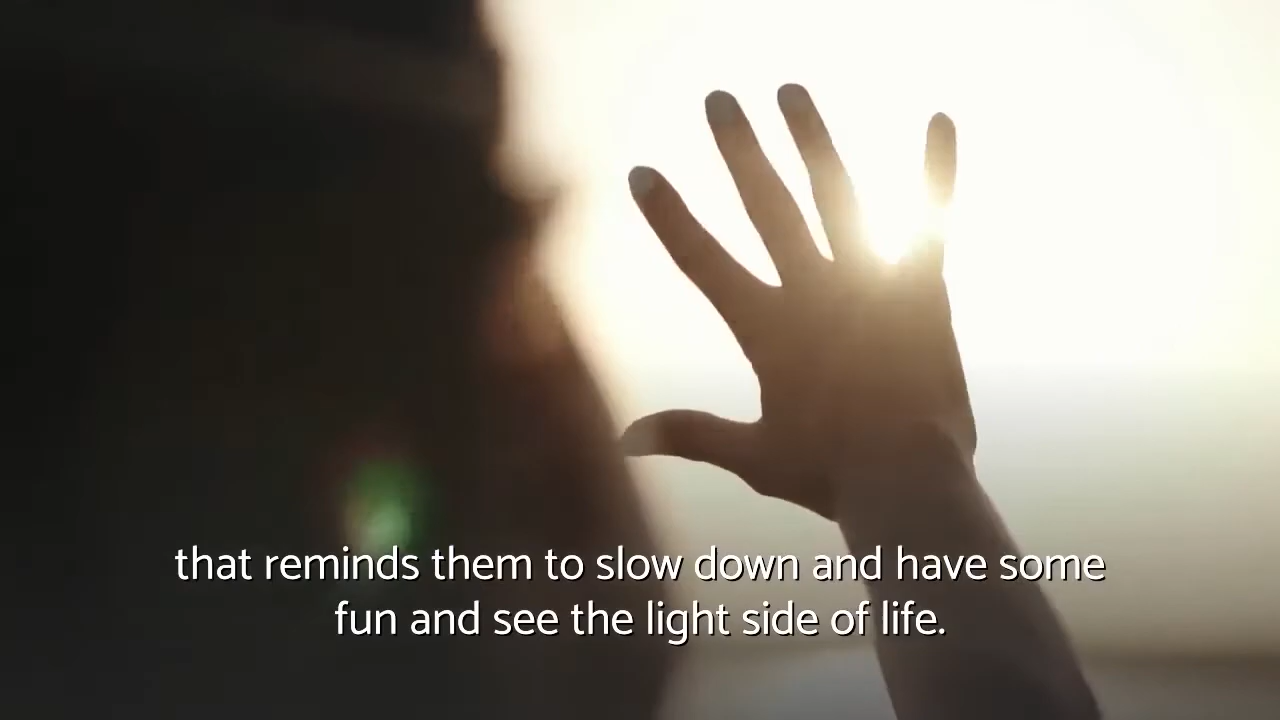 that reminds them to slow down and have some
fun and see the light side of life.